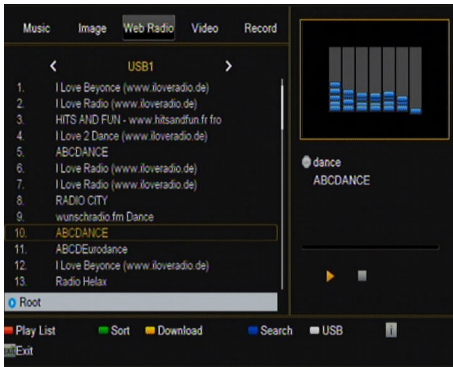 Music Image Web Radio Video Record
USB1
1. I Love Beyonce (www.iloveradio.de)
2. I Love Radio (www.iloveradio.de)
3. HITS AND FUN - www.hitsandfun.fr fro
4. I Love 2 Dance (www.iloveradio.de)
5. ABCDANCE
6. I Love Radio (www.iloveradio.de)
7. I Love Radio (www.iloveradio.de)
8. RADIO CITY
9. wunschradio.fm Dance
10. ABCDANCE
11. ABCDEurodance
12. I Love Beyonce (www.iloveradio.de)
13. Radio Helax
Root
dance
ABCDANCE
Play List Sort Download Search USB i
Exit